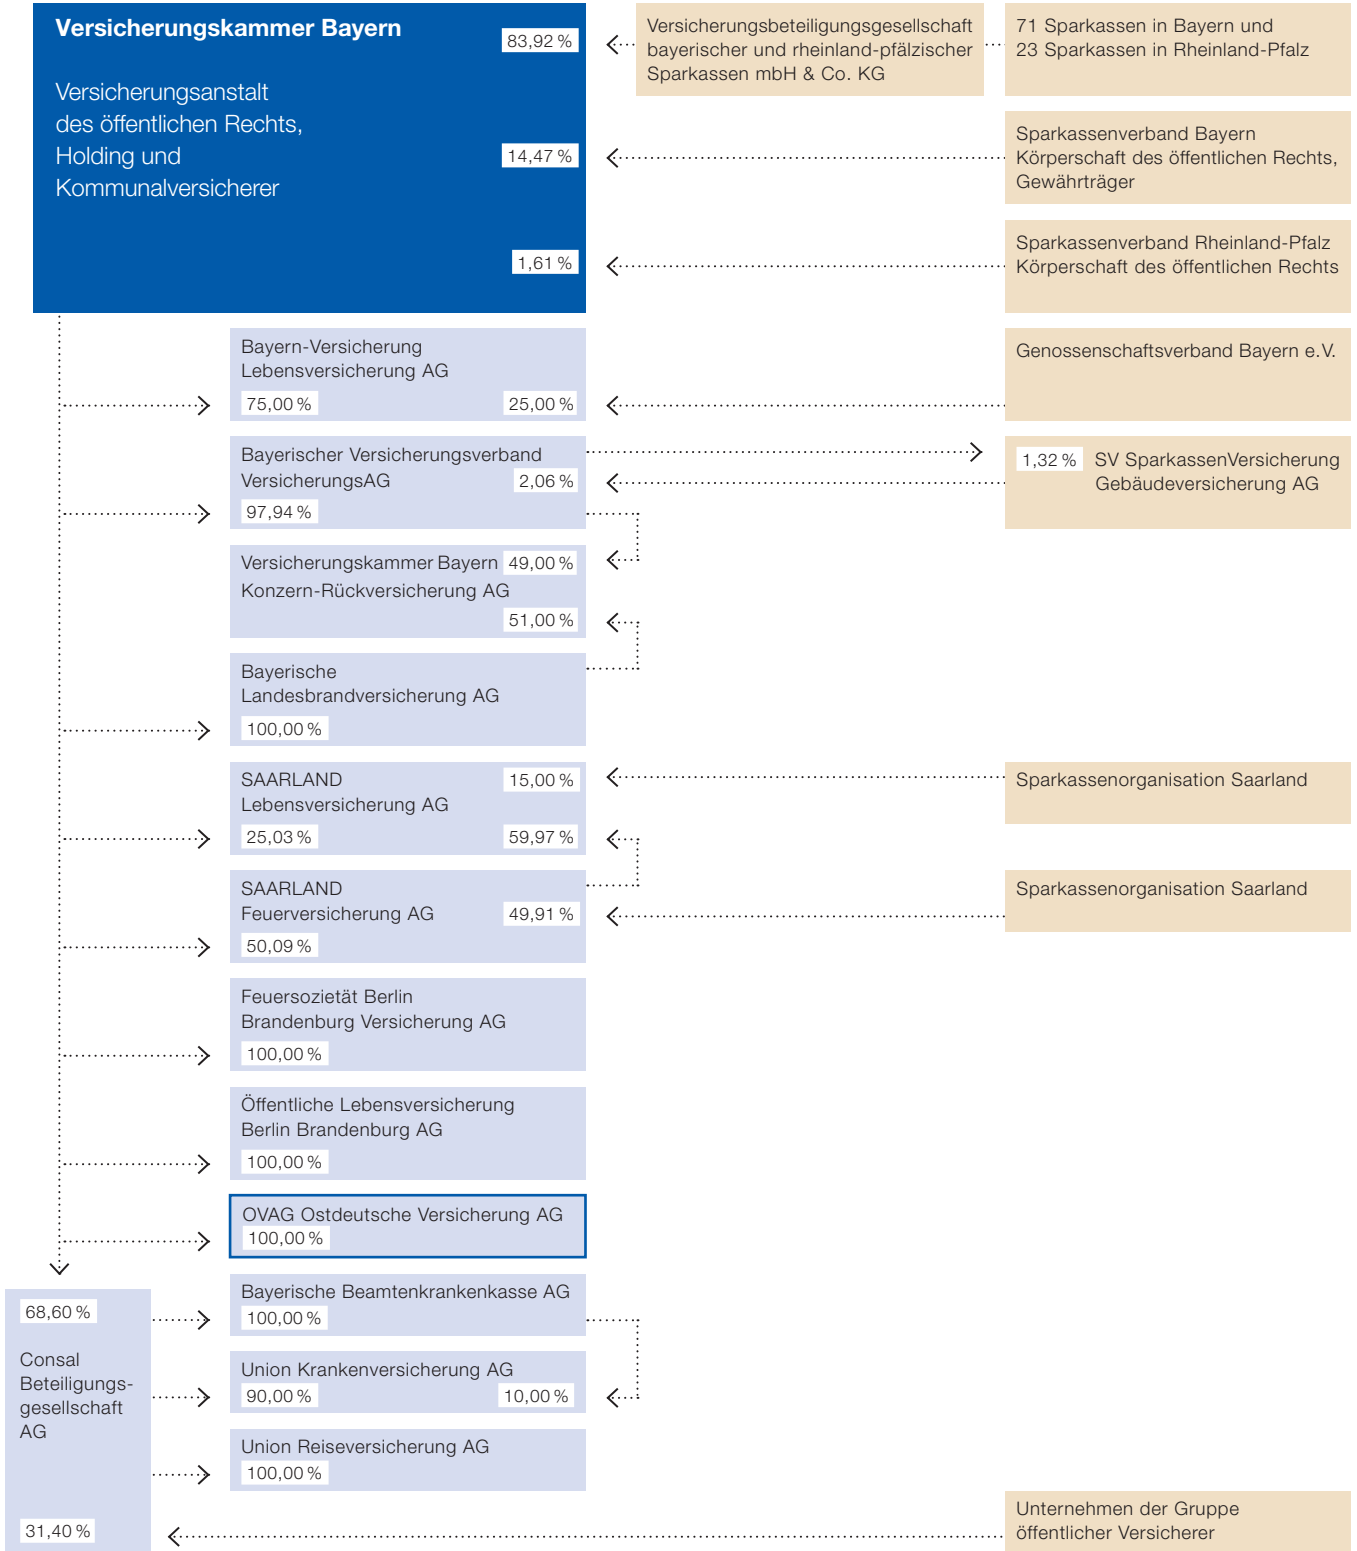 Versicherungskammer Bayern
83,92 %
Versicherungsanstalt
des öffentlichen Rechts,
Holding und
Kommunalversicherer
14,47 %
1,61 %
Versicherungsbeteiligungsgesellschaft
bayerischer und rheinland-pfälzischer
Sparkassen mbH & Co. KG
71 Sparkassen in Bayern und
23 Sparkassen in Rheinland-Pfalz
Sparkassenverband Bayern
Körperschaft des öffentlichen Rechts,
Gewährträger
Sparkassenverband Rheinland-Pfalz
Körperschaft des öffentlichen Rechts
Bayern-Versicherung
Lebensversicherung AG
75,00 % 25,00 %
Genossenschaftsverband Bayern e.V.
Bayerischer Versicherungsverband
VersicherungsAG 2,06 %
97,94 %
1,32 % SV SparkassenVersicherung
Gebäudeversicherung AG
Versicherungskammer Bayern 49,00 %
Konzern-Rückversicherung AG
51,00 %
Bayerische
Landesbrandversicherung AG
100,00 %
SAARLAND 15,00 %
Lebensversicherung AG
25,03 % 59,97 %
Sparkassenorganisation Saarland
SAARLAND
Feuerversicherung AG 49,91 %
50,09 %
Sparkassenorganisation Saarland
Feuersozietät Berlin
Brandenburg Versicherung AG
100,00 %
Öffentliche Lebensversicherung
Berlin Brandenburg AG
100,00 %
OVAG Ostdeutsche Versicherung AG
100,00 %
68,60 %
Consal
Beteiligungs-
gesellschaft
AG
31,40 %
Bayerische Beamtenkrankenkasse AG
100,00 %
Union Krankenversicherung AG
90,00 % 10,00 %
Union Reiseversicherung AG
100,00 %
Unternehmen der Gruppe
öffentlicher Versicherer